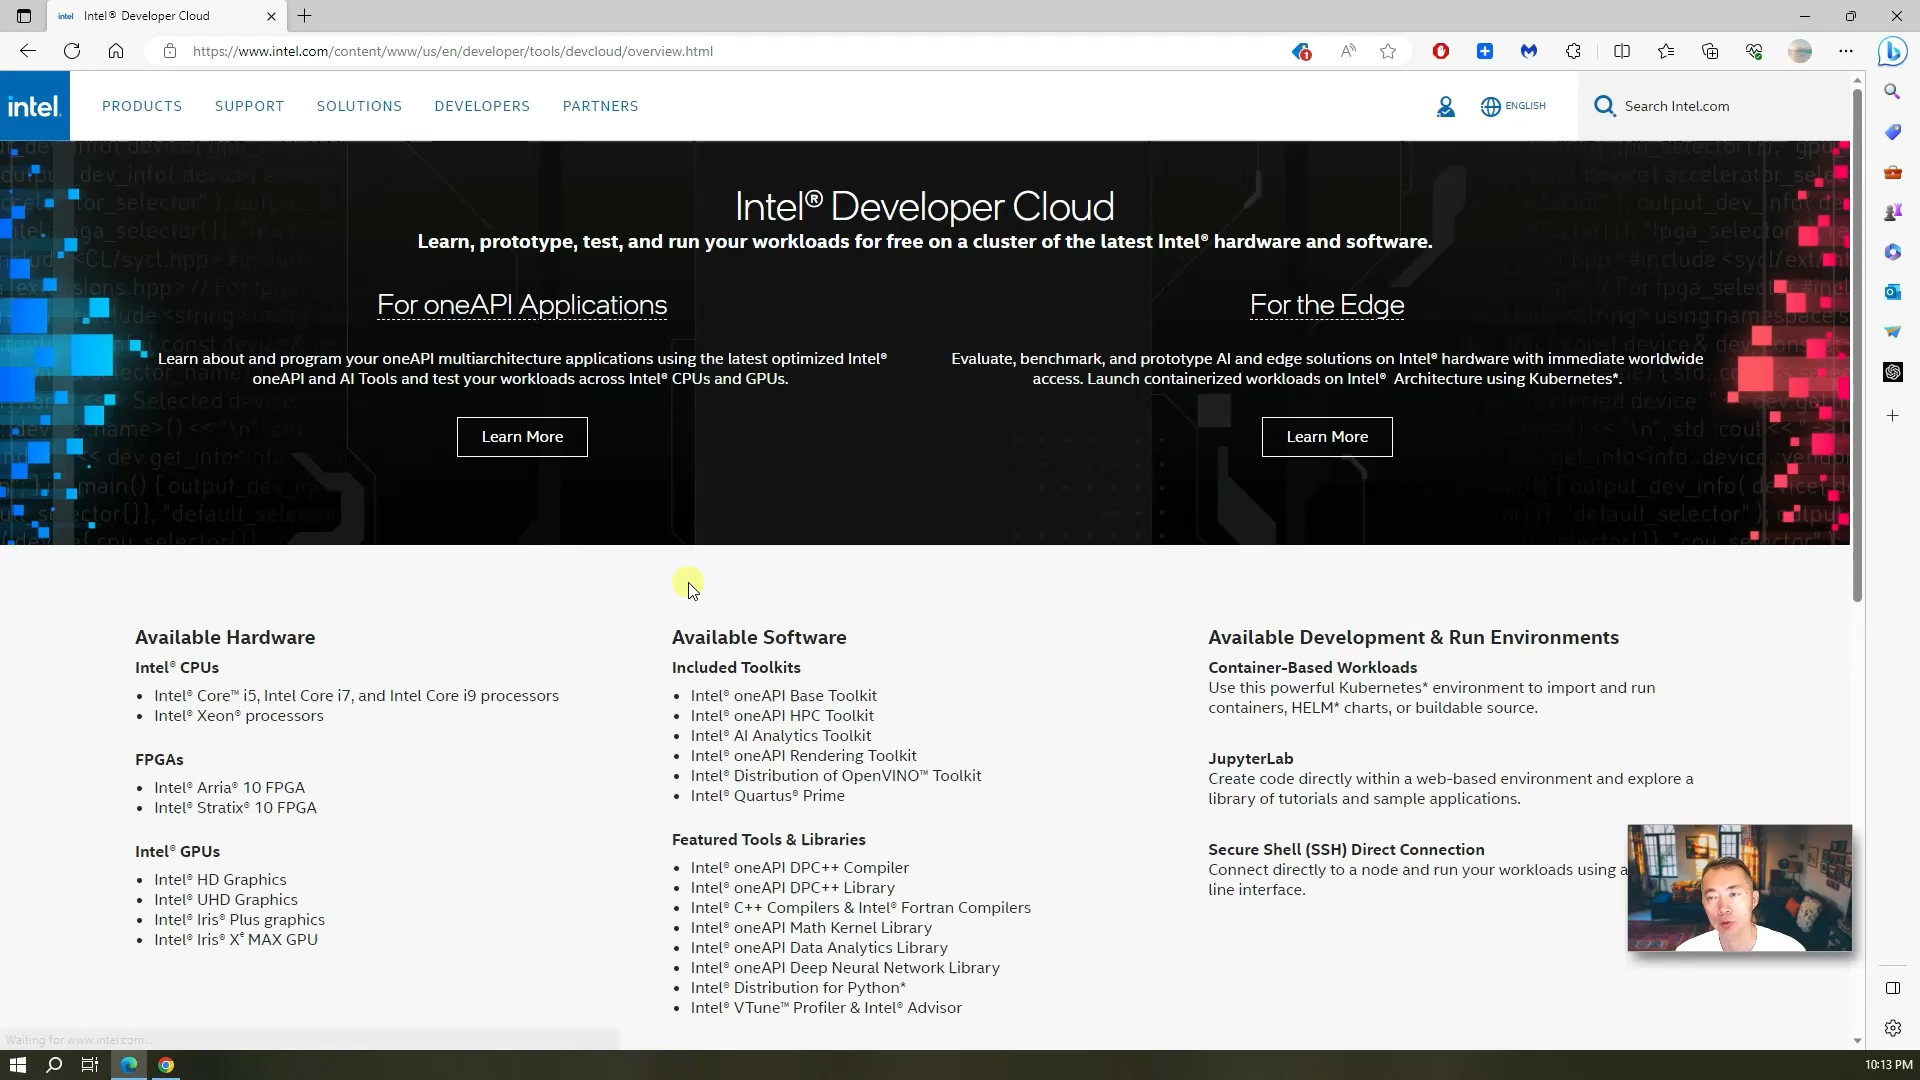 intel Intel® Developer Cloud
https://www.intel.com/content/www/us/en/developer/tools/devcloud/overview.html
1
intel.
PRODUCTS SUPPORT SOLUTIONS DEVELOPERS PARTNERS
ENGLISH
Search Intel.com
Intel® Developer Cloud
Learn, prototype, test, and run your workloads for free on a cluster of the latest Intel® hardware and software.
For oneAPI Applications
Learn about and program your oneAPI multiarchitecture applications using the latest optimized Intel®
oneAPI and AI Tools and test your workloads across Intel® CPUs and GPUs.
Learn More
For the Edge
Evaluate, benchmark, and prototype AI and edge solutions on Intel® hardware with immediate worldwide
access. Launch containerized workloads on Intel® Architecture using Kubernetes*.
Learn More
Available Hardware
Intel® CPUs
• Intel® Core™ i5, Intel Core i7, and Intel Core i9 processors
• Intel® Xeon® processors
FPGAs
• Intel® Arria® 10 FPGA
• Intel® Stratix® 10 FPGA
Intel® GPUs
• Intel® HD Graphics
• Intel® UHD Graphics
• Intel® Iris® Plus graphics
• Intel® Iris® Xᵉ MAX GPU
Available Software
Included Toolkits
• Intel® oneAPI Base Toolkit
• Intel® oneAPI HPC Toolkit
• Intel® AI Analytics Toolkit
• Intel® oneAPI Rendering Toolkit
• Intel® Distribution of OpenVINO™ Toolkit
• Intel® Quartus® Prime
Featured Tools & Libraries
• Intel® oneAPI DPC++ Compiler
• Intel® oneAPI DPC++ Library
• Intel® C++ Compilers & Intel® Fortran Compilers
• Intel® oneAPI Math Kernel Library
• Intel® oneAPI Data Analytics Library
• Intel® oneAPI Deep Neural Network Library
• Intel® Distribution for Python*
• Intel® VTune™ Profiler & Intel® Advisor
Available Development & Run Environments
Container-Based Workloads
Use this powerful Kubernetes* environment to import and run
containers, HELM* charts, or buildable source.
JupyterLab
Create code directly within a web-based environment and explore a
library of tutorials and sample applications.
Secure Shell (SSH) Direct Connection
Connect directly to a node and run your workloads using a
line interface.
Waiting for www.intel.com...
10:13 PM